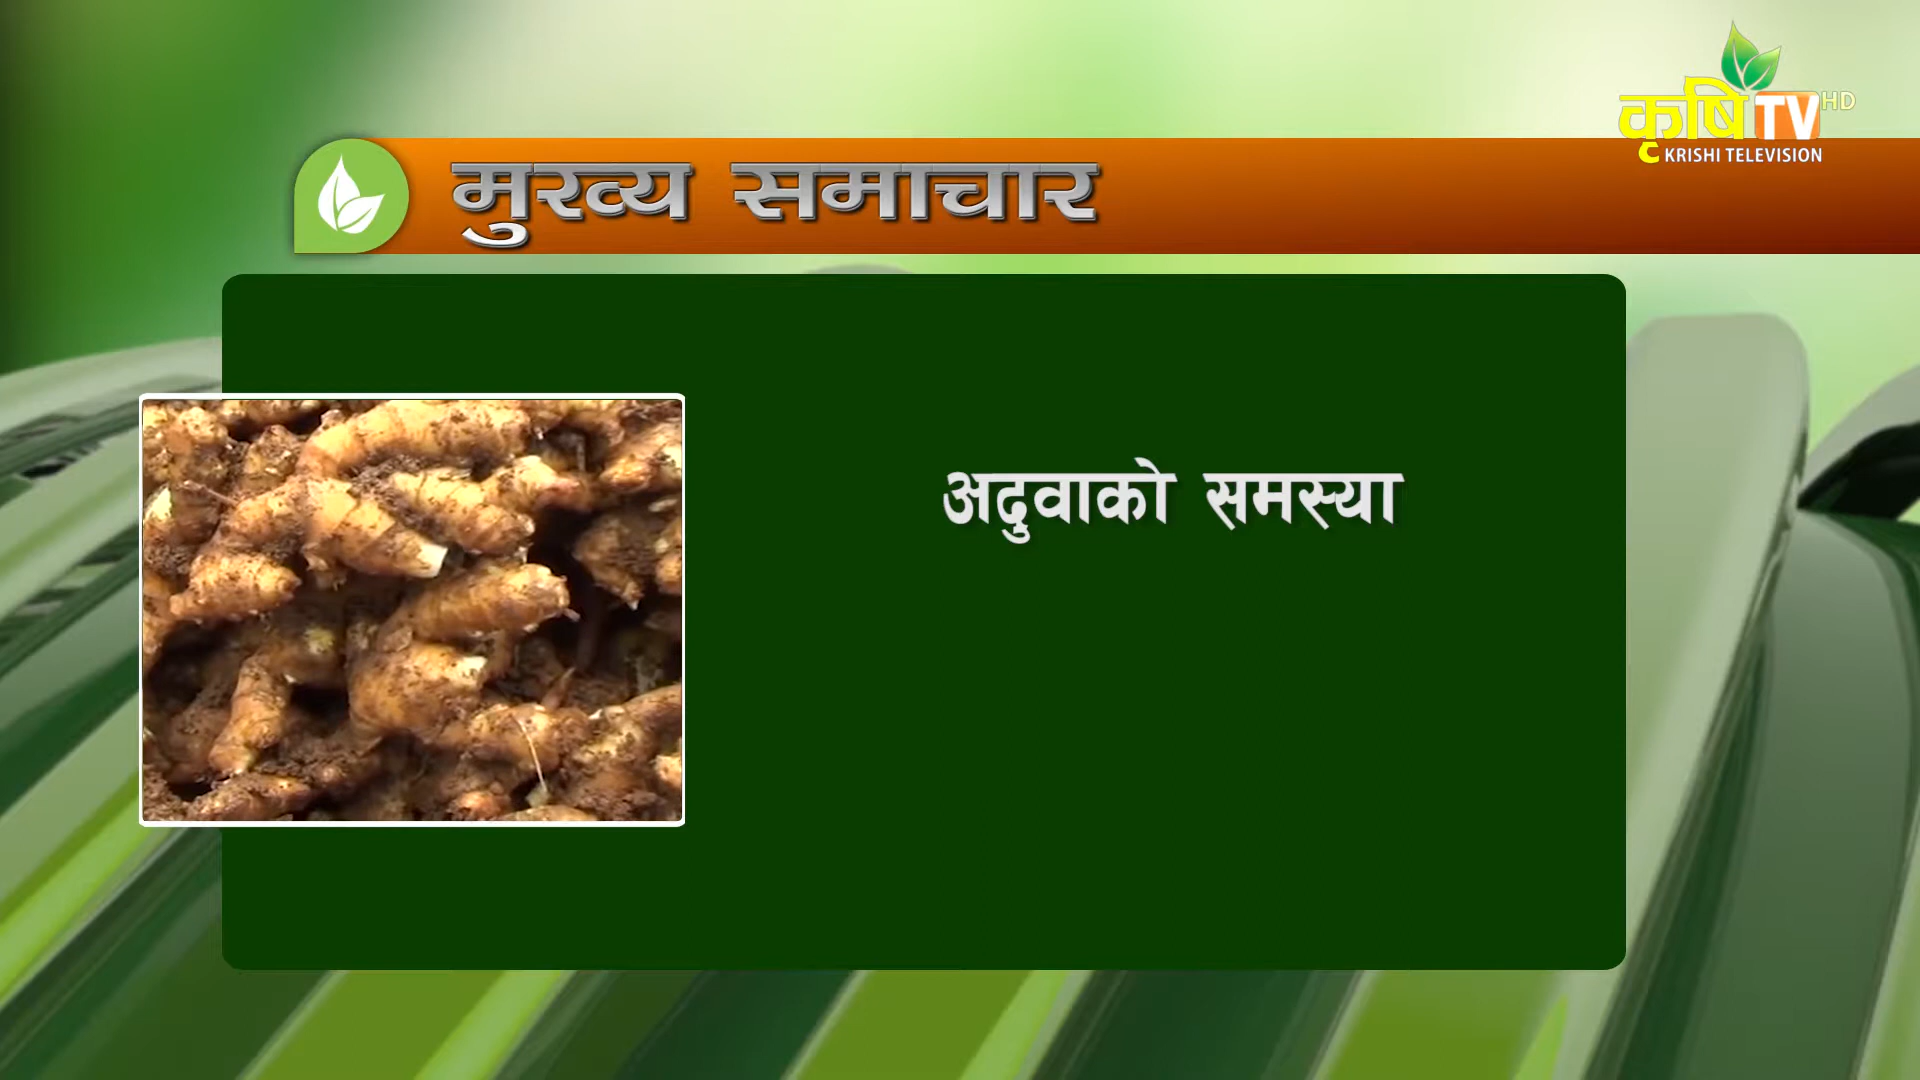 कृषि TV HD
KRISHI TELEVISION
मुख्य समाचार
अदुवाको समस्या